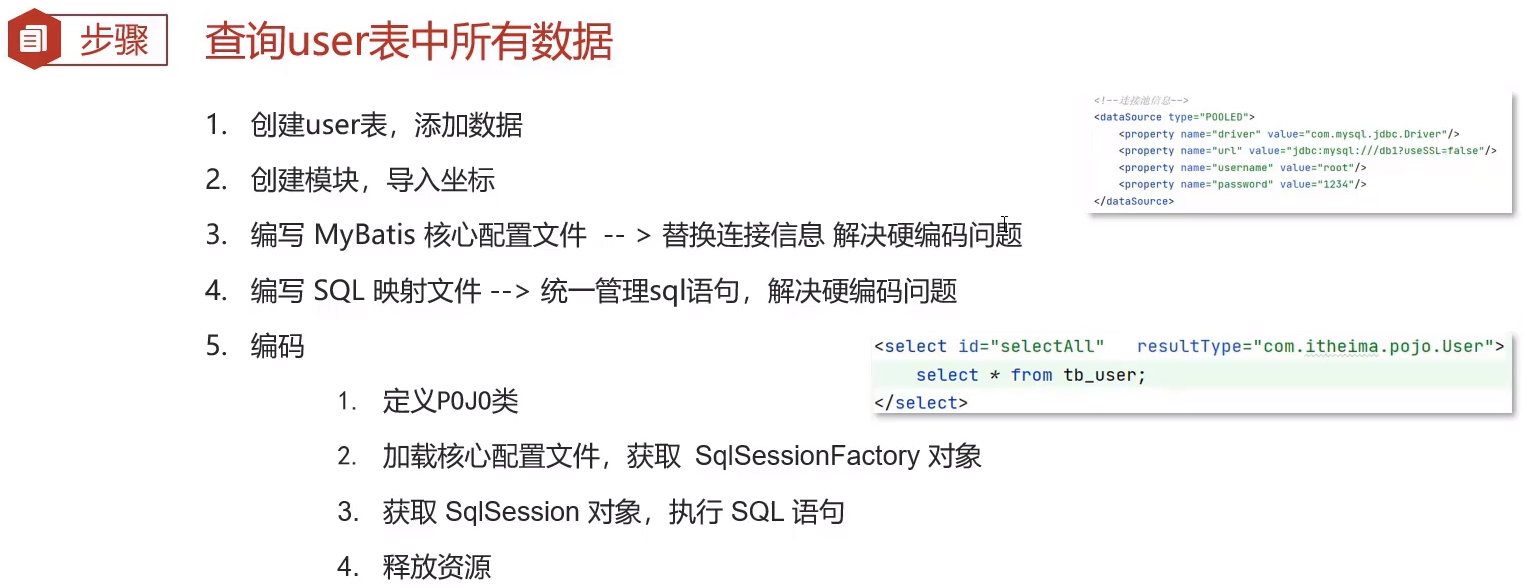 步骤
查询user表中所有数据
1. 创建user表，添加数据
2. 创建模块，导入坐标
3. 编写 MyBatis 核心配置文件 -- > 替换连接信息 解决硬编码问题
4. 编写 SQL 映射文件 --> 统一管理sql语句，解决硬编码问题
5. 编码
1. 定义POJO类
2. 加载核心配置文件，获取 SqlSessionFactory 对象
3. 获取 SqlSession 对象，执行 SQL 语句
4. 释放资源
<!--连接池信息-->
<dataSource type="POOLED">
<property name="driver" value="com.mysql.jdbc.Driver"/>
<property name="url" value="jdbc:mysql:///db1?useSSL=false"/>
<property name="username" value="root"/>
<property name="password" value="1234"/>
</dataSource>
<select id="selectAll" resultType="com.itheima.pojo.User">
select * from tb_user;
</select>